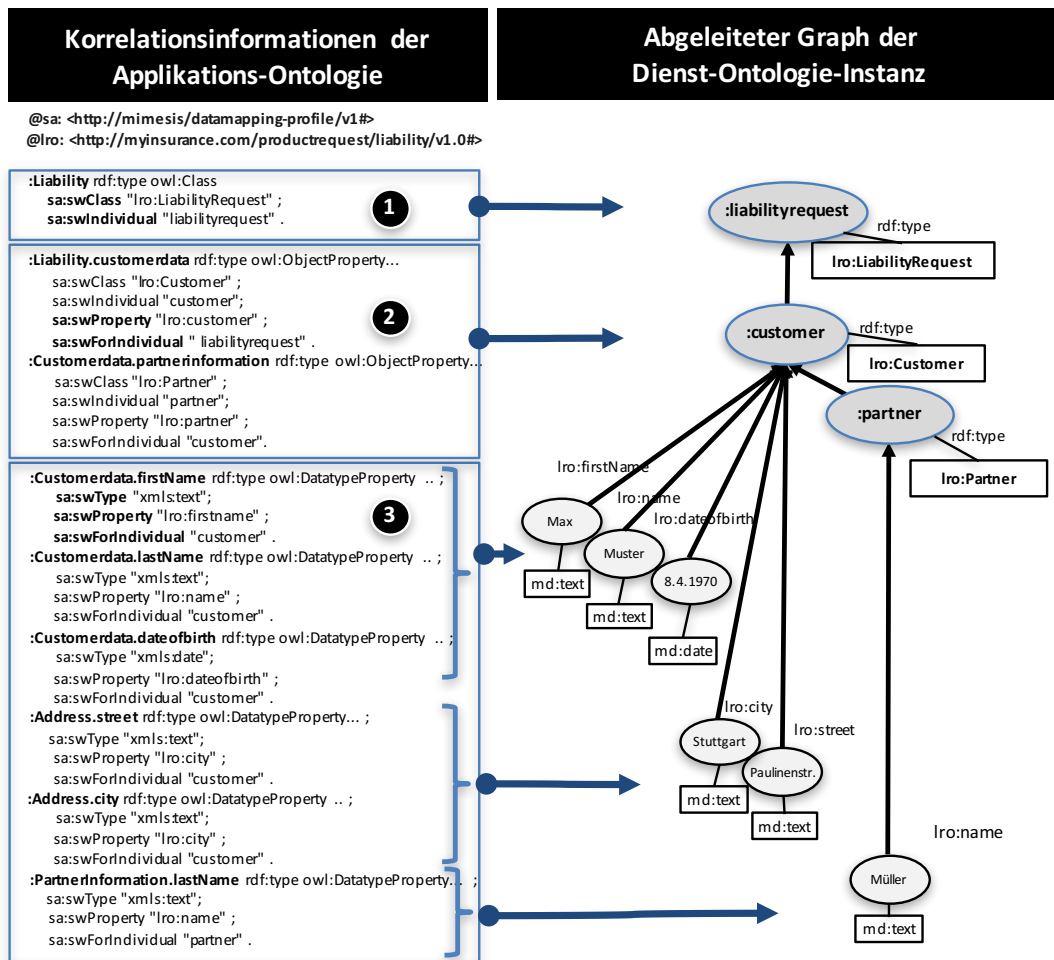 Korrelationsinformationen der
Applikations-Ontologie
Abgeleiteter Graph der
Dienst-Ontologie-Instanz
@sa: <http://mimesis/datamapping-profile/v1#>
@lro: <http://myinsurance.com/productrequest/liability/v1.0#>
:Liability rdf:type owl:Class
sa:swClass "lro:LiabilityRequest" ;
sa:swIndividual "liabilityrequest" .
1
:Liability.customerdata rdf:type owl:ObjectProperty...
sa:swClass "lro:Customer" ;
sa:swIndividual "customer";
sa:swProperty "lro:customer" ;
sa:swForIndividual " liabilityrequest" .
2
:Customerdata.partnerinformation rdf:type owl:ObjectProperty...
sa:swClass "lro:Partner" ;
sa:swIndividual "partner";
sa:swProperty "lro:partner" ;
sa:swForIndividual "customer".
:Customerdata.firstName rdf:type owl:DatatypeProperty .. ;
sa:swType "xmls:text";
sa:swProperty "lro:firstname" ;
sa:swForIndividual "customer" .
3
:Customerdata.lastName rdf:type owl:DatatypeProperty .. ;
sa:swType "xmls:text";
sa:swProperty "lro:name" ;
sa:swForIndividual "customer" .
:Customerdata.dateofbirth rdf:type owl:DatatypeProperty .. ;
sa:swType "xmls:date";
sa:swProperty "lro:dateofbirth" ;
sa:swForIndividual "customer" .
:Address.street rdf:type owl:DatatypeProperty... ;
sa:swType "xmls:text";
sa:swProperty "lro:city" ;
sa:swForIndividual "customer" .
:Address.city rdf:type owl:DatatypeProperty .. ;
sa:swType "xmls:text";
sa:swProperty "lro:city" ;
sa:swForIndividual "customer" .
:PartnerInformation.lastName rdf:type owl:DatatypeProperty... ;
sa:swType "xmls:text";
sa:swProperty "lro:name" ;
sa:swForIndividual "partner" .
:liabilityrequest
rdf:type
lro:LiabilityRequest
:customer
rdf:type
lro:Customer
:partner
rdf:type
lro:Partner
lro:firstName
lro:name
lro:dateofbirth
Max
Muster
8.4.1970
md:text
md:text
md:date
lro:city
lro:street
Stuttgart
Paulinenstr.
md:text
md:text
lro:name
Müller
md:text